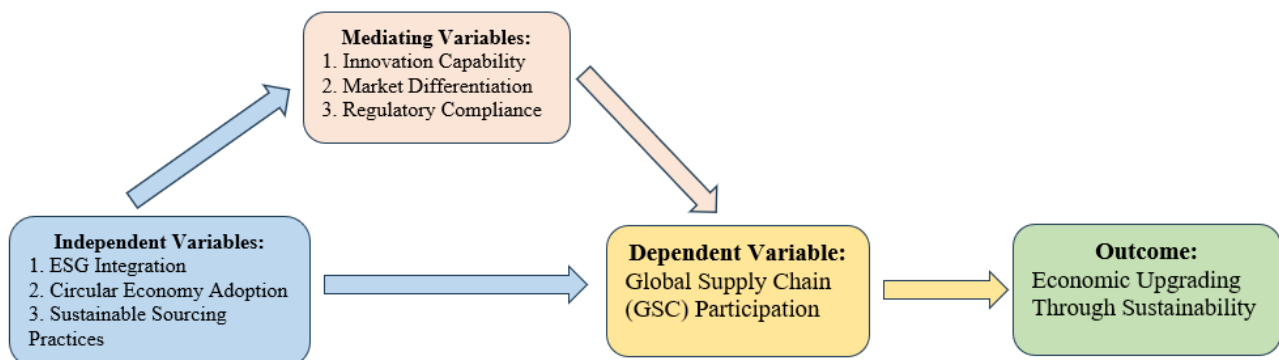 Mediating Variables:
1. Innovation Capability
2. Market Differentiation
3. Regulatory Compliance
Independent Variables:
1. ESG Integration
2. Circular Economy Adoption
3. Sustainable Sourcing
Practices
Dependent Variable:
Global Supply Chain
(GSC) Participation
Outcome:
Economic Upgrading
Through Sustainability